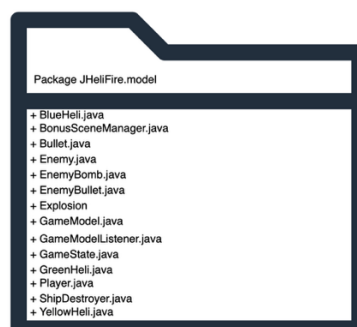 Package JHeliFire.model
+ BlueHeli.java
+ BonusSceneManager.java
+ Bullet.java
+ Enemy.java
+ EnemyBomb.java
+ EnemyBullet.java
+ Explosion
+ GameModel.java
+ GameModelListener.java
+ GameState.java
+ GreenHeli.java
+ Player.java
+ ShipDestroyer.java
+ YellowHeli.java